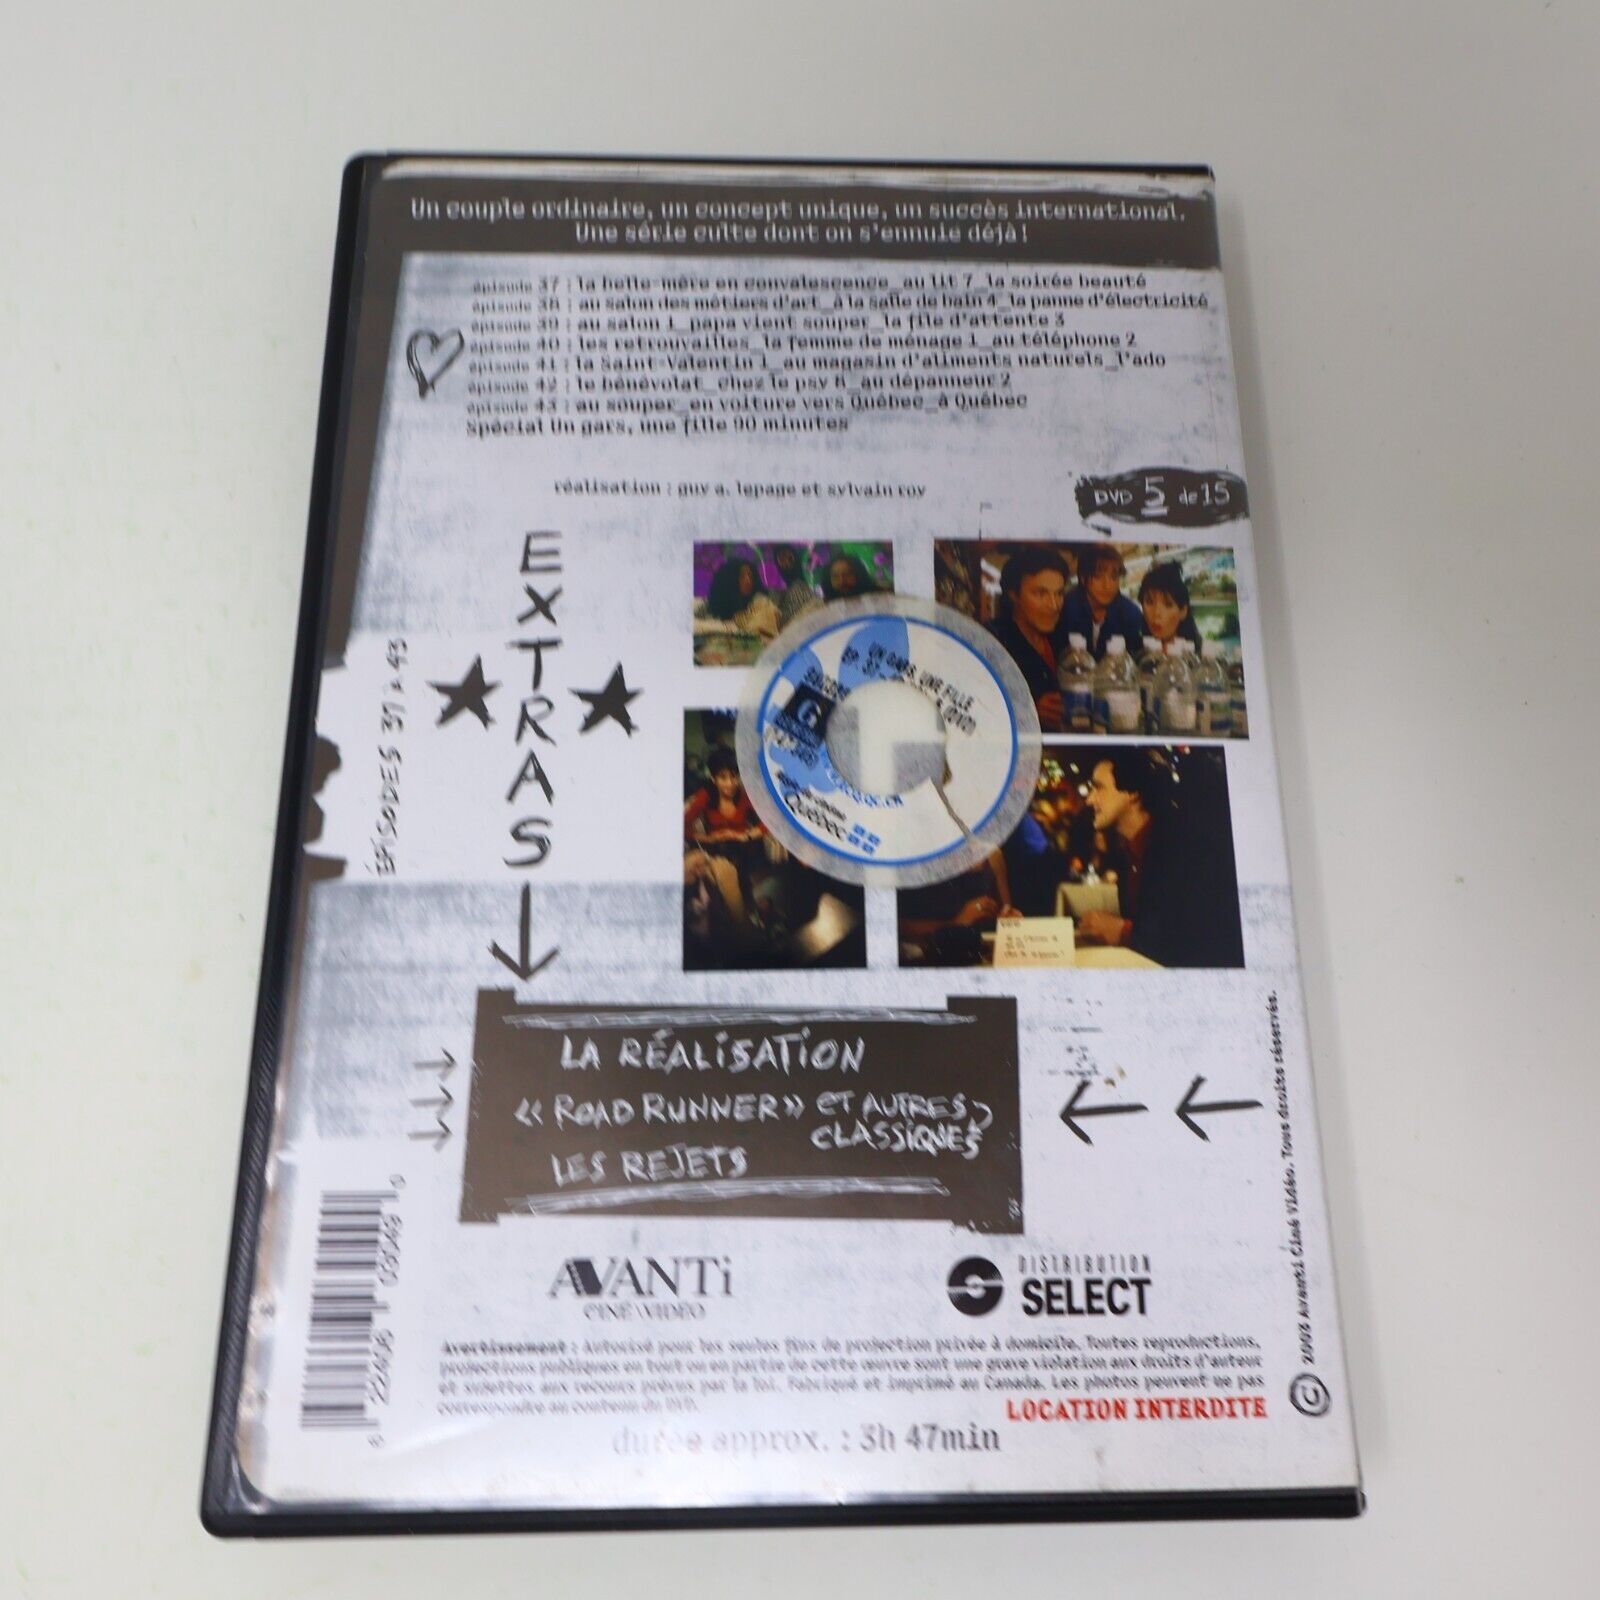 Un couple ordinaire, un concept unique, un succès international.
Une série culte dont on s'ennuie déjà!
épisode 37 : la belle-mère en convalescence_au lit 7_la soirée beauté
épisode 38 : au salon des métiers d'art_à la salle de bain 4_la panne d'électricité
épisode 39 : au salon 1_papa vient souper_la file d'attente 3
épisode 40 : les retrouvailles_la femme de ménage 1_au téléphone 2
épisode 41 : la Saint-Valentin 1_au magasin d'aliments naturels_l'ado
épisode 42 : le bénévolat_chez le psy 8_au dépanneur 2
épisode 43 : au souper_en voiture vers Québec_à Québec
Spécial Un gars, une fille 90 minutes
réalisation : guy a. lepage et sylvain roy
DVD 5 de 15
EXTRAS
ÉPISODES 37 à 43
UN GARS, UNE FILLE
G
Québec
LA RÉALISATION
« ROAD RUNNER » ET AUTRES
CLASSIQUES
LES REJETS
AVANTi
CINÉ VIDÉO
DISTRIBUTION
SELECT
Avertissement : Autorisé pour les seules fins de projection privée à domicile. Toutes reproductions,
projections publiques en tout ou en partie de cette œuvre sont une grave violation aux droits d'auteur
et sujettes aux recours prévus par la loi. Fabriqué et imprimé au Canada. Les photos peuvent ne pas
correspondre au contenu du DVD.
LOCATION INTERDITE
durée approx. : 3h 47min
© 2003 Avanti Ciné Vidéo. Tous droits réservés.